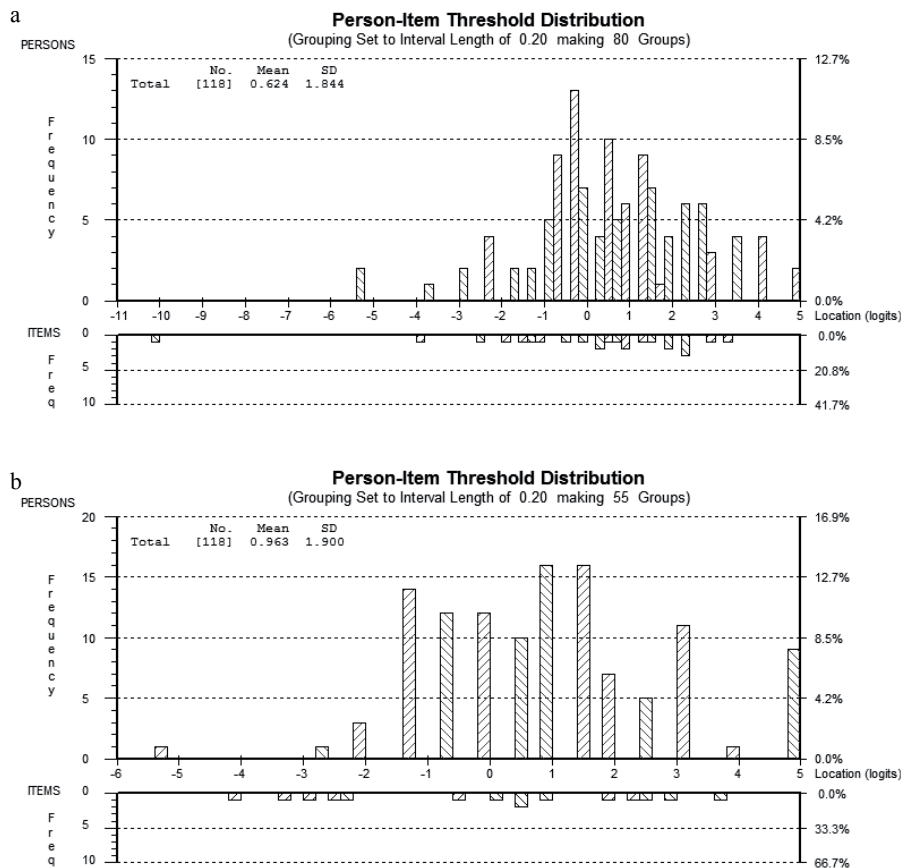 a
Person-Item Threshold Distribution
(Grouping Set to Interval Length of 0.20 making 80 Groups)
PERSONS
No. Mean SD
Total [118] 0.624 1.844
Frequency
15 12.7%
10 8.5%
5 4.2%
0 0.0%
-11 -10 -9 -8 -7 -6 -5 -4 -3 -2 -1 0 1 2 3 4 5 Location (logits)
ITEMS 0 0.0%
Freq
5 20.8%
10 41.7%
b
Person-Item Threshold Distribution
(Grouping Set to Interval Length of 0.20 making 55 Groups)
PERSONS
20 16.9%
No. Mean SD
Total [118] 0.963 1.900
Frequency
15 12.7%
10 8.5%
5 4.2%
0 0.0%
-6 -5 -4 -3 -2 -1 0 1 2 3 4 5 Location (logits)
ITEMS 0 0.0%
Freq
5 33.3%
10 66.7%